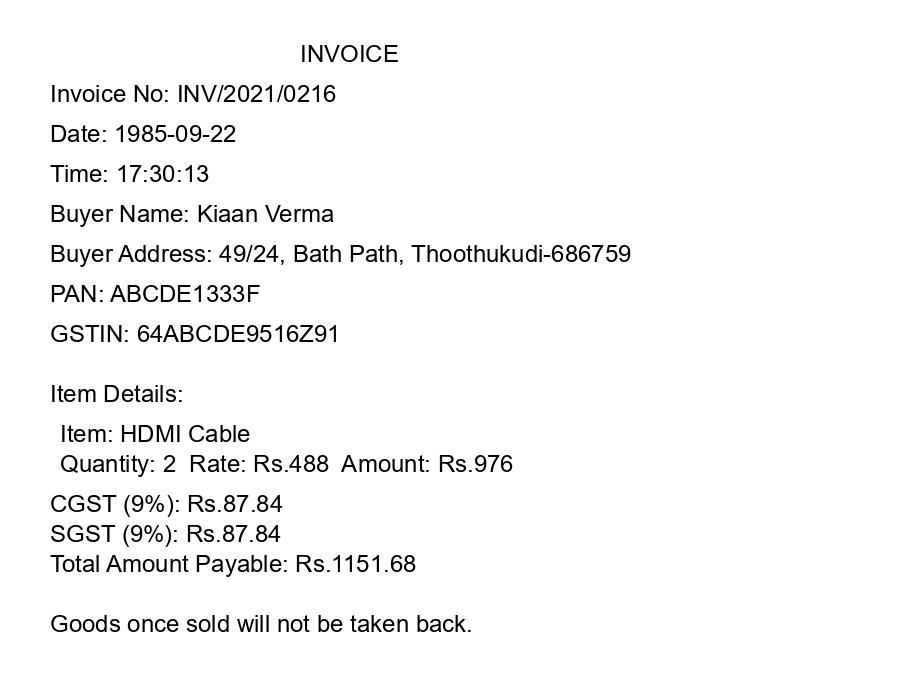 INVOICE
Invoice No: INV/2021/0216
Date: 1985-09-22
Time: 17:30:13
Buyer Name: Kiaan Verma
Buyer Address: 49/24, Bath Path, Thoothukudi-686759
PAN: ABCDE1333F
GSTIN: 64ABCDE9516Z91
Item Details:
Item: HDMI Cable
Quantity: 2  Rate: Rs.488  Amount: Rs.976
CGST (9%): Rs.87.84
SGST (9%): Rs.87.84
Total Amount Payable: Rs.1151.68
Goods once sold will not be taken back.